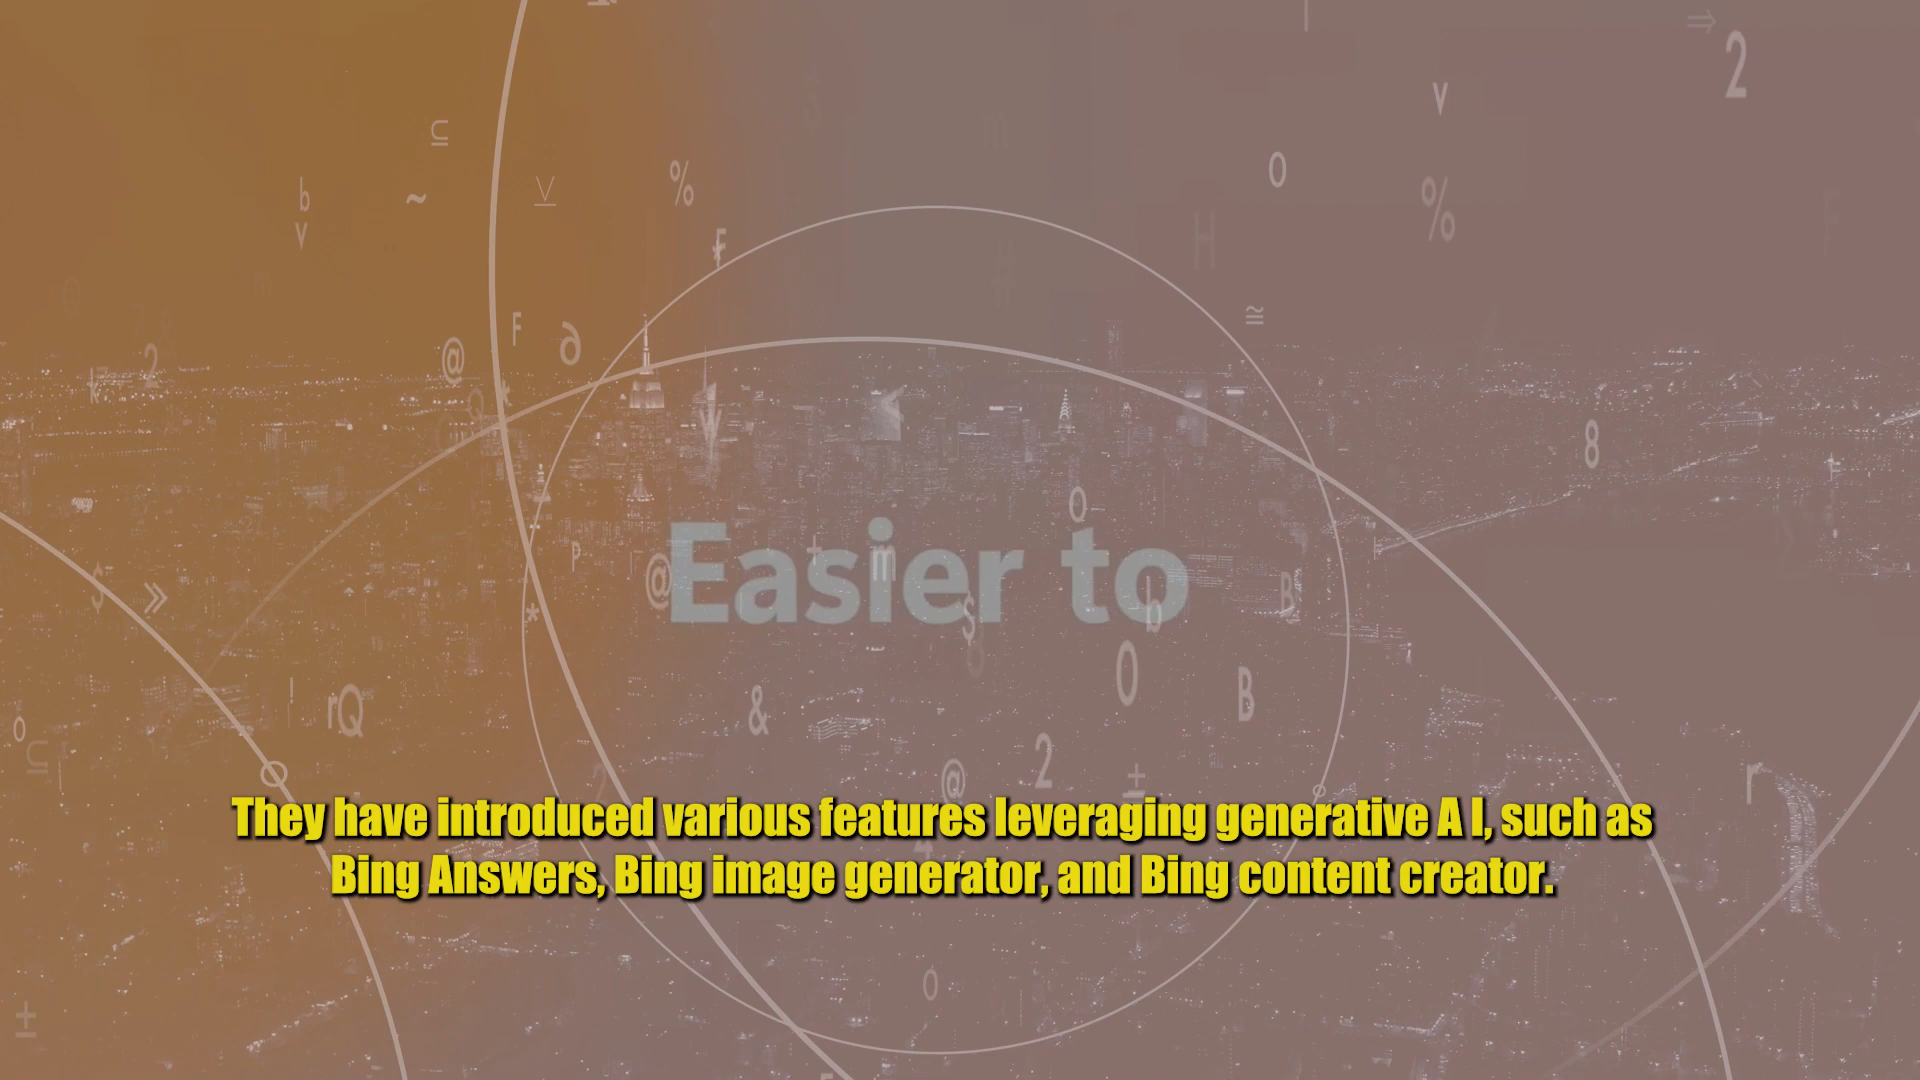 Easier to
They have introduced various features leveraging generative A I, such as
Bing Answers, Bing image generator, and Bing content creator.